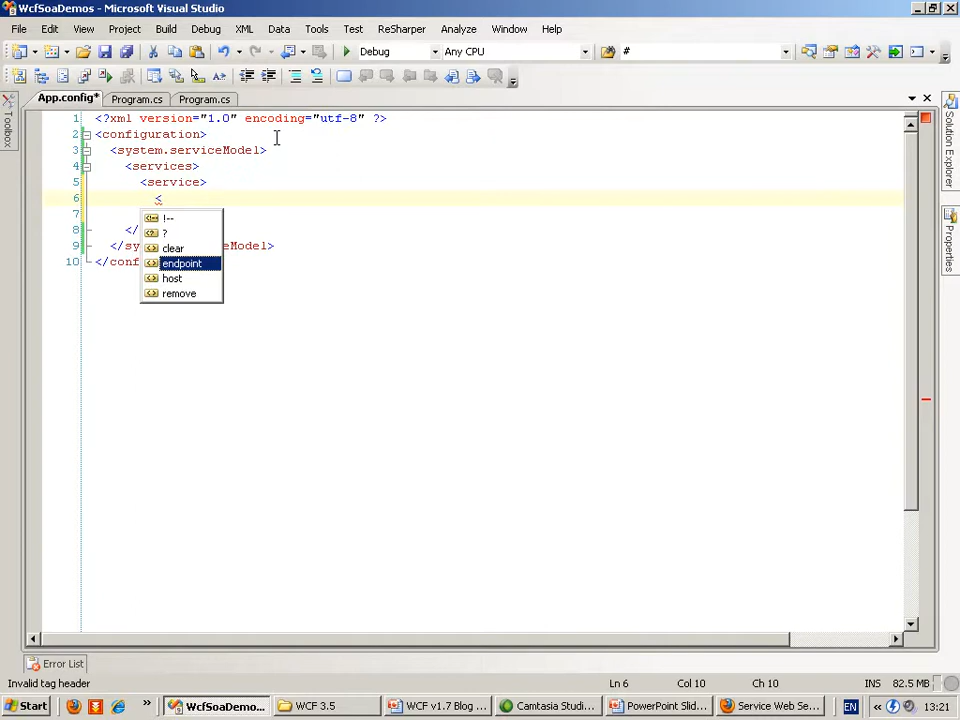 WcfSoaDemos - Microsoft Visual Studio
File Edit View Project Build Debug XML Data Tools ReSharper Test Analyze Window Help
Debug Any CPU #
App.config* Program.cs Program.cs
1 <?xml version="1.0" encoding="utf-8" ?>
2 <configuration>
3 <system.serviceModel>
4 <services>
5 <service>
6 <
7
8 </
9 </sy eModel>
10 </conf
!--
?
clear
endpoint
host
remove
Toolbox
Solution Explorer
Properties
Error List
Invalid tag header Ln 6 Col 10 Ch 10 INS 82.5 MB
Start WcfSoaDemo... WCF 3.5 WCF v1.7 Blog ... Camtasia Studi... PowerPoint Slid... Service Web Se... EN 13:21